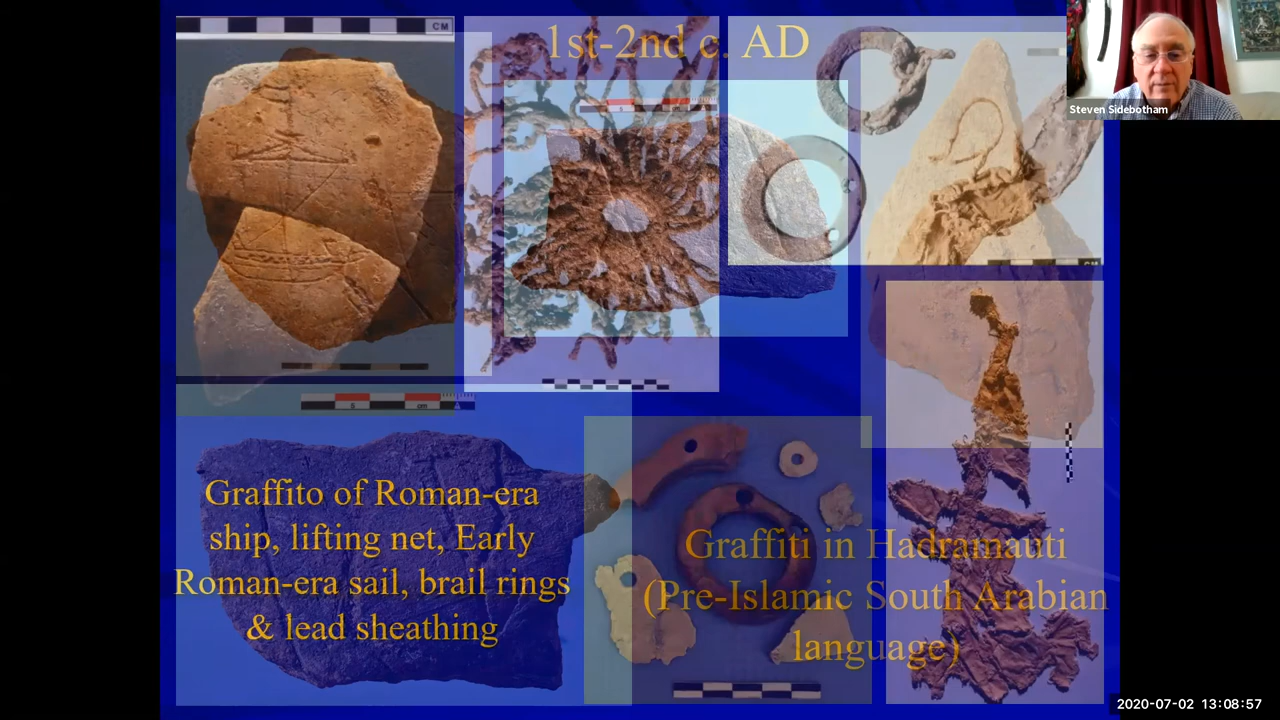 CM
1st-2nd c. AD
Steven Sidebotham
Graffito of Roman-era
ship, lifting net, Early
Roman-era sail, brail rings
& lead sheathing
Graffiti in Hadramauti
(Pre-Islamic South Arabian
language)
2020-07-02 13:08:57